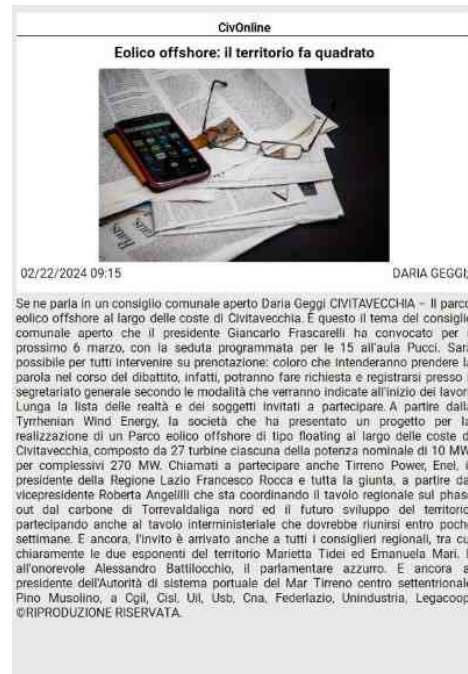 CivOnline
Eolico offshore: il territorio fa quadrato
02/22/2024 09:15
DARIA GEGGI;
Se ne parla in un consiglio comunale aperto Daria Geggi CIVITAVECCHIA – Il parco
eolico offshore al largo delle coste di Civitavecchia. È questo il tema del consiglio
comunale aperto che il presidente Giancarlo Frascarelli ha convocato per
prossimo 6 marzo, con la seduta programmata per le 15 all'aula Pucci. Sarà
possibile per tutti intervenire su prenotazione: coloro che intenderanno prendere la
parola nel corso del dibattito, infatti, potranno fare richiesta e registrarsi presso
segretariato generale secondo le modalità che verranno indicate all'inizio dei lavori
Lunga la lista delle realtà e dei soggetti invitati a partecipare. A partire dalla
Tyrrhenian Wind Energy, la società che ha presentato un progetto per la
realizzazione di un Parco eolico offshore di tipo floating al largo delle coste d
Civitavecchia, composto da 27 turbine ciascuna della potenza nominale di 10 MW
per complessivi 270 MW. Chiamati a partecipare anche Tirreno Power, Enel, i
presidente della Regione Lazio Francesco Rocca e tutta la giunta, a partire da
vicepresidente Roberta Angelilli che sta coordinando il tavolo regionale sul phase
out dal carbone di Torrevaldaliga nord ed il futuro sviluppo del territorio
partecipando anche al tavolo interministeriale che dovrebbe riunirsi entro poche
settimane. E ancora, l'invito è arrivato anche a tutti i consiglieri regionali, tra cu
chiaramente le due esponenti del territorio Marietta Tidei ed Emanuela Mari.
all'onorevole Alessandro Battilocchio, il parlamentare azzurro. E ancora a
presidente dell'Autorità di sistema portuale del Mar Tirreno centro settentrionale
Pino Musolino, a Cgil, Cisl, Uil, Usb, Cna, Federlazio, Unindustria, Legacoop
©RIPRODUZIONE RISERVATA.